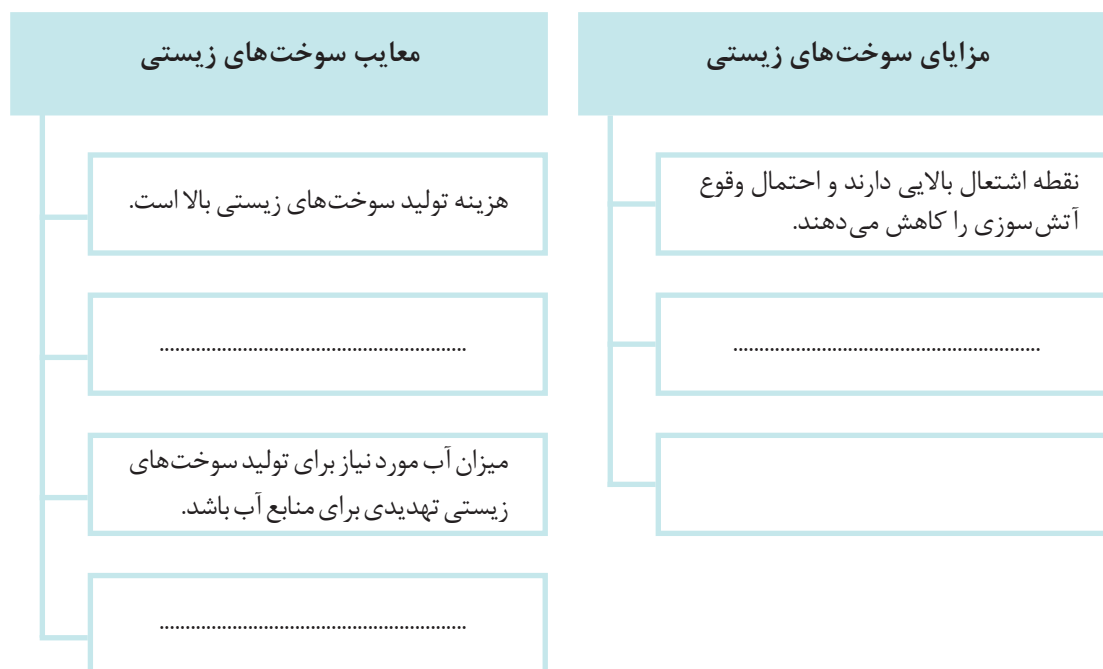 مزایای سوخت‌های زیستی
نقطه اشتعال بالایی دارند و احتمال وقوع
آتش‌سوزی را کاهش می‌دهند.
............................................................
معایب سوخت‌های زیستی
هزینه تولید سوخت‌های زیستی بالا است.
............................................................
میزان آب مورد نیاز برای تولید سوخت‌های
زیستی تهدیدی برای منابع آب باشد.
............................................................